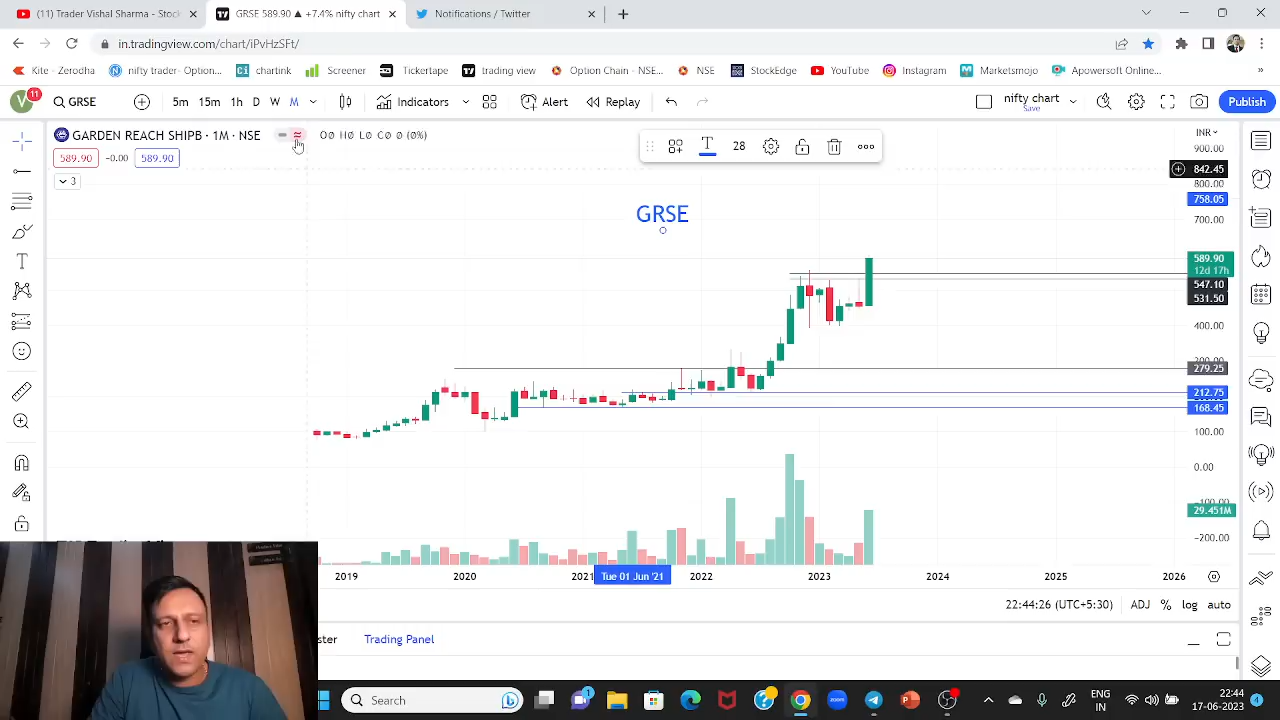 Trader Vishal Sharma - Stock
GRSE 589.90 ▲ +7.4% nifty chart
Notifications / Twitter
in.tradingview.com/chart/iPvHzSFt/
Kite - Zerodha
nifty trader- Option...
chartink
Screener
Tickertape
trading view
Option Chain - NSE...
NSE
StockEdge
YouTube
Instagram
Marketsmojo
Apowersoft Online...
»
V
11
GRSE
5m 15m 1h D W M
Indicators
Alert
Replay
nifty chart
Save
Publish
GARDEN REACH SHIPB · 1M · NSE
O0 H0 L0 C0 0 (0%)
589.90
-0.00
589.90
3
T
28
INR
GRSE
900.00
842.45
800.00
758.05
700.00
589.90
12d 17h
547.10
531.50
400.00
279.25
212.75
168.45
100.00
0.00
29.451M
-200.00
2019
2020
2021
Tue 01 Jun '21
2022
2023
2024
2025
2026
22:44:26 (UTC+5:30)
ADJ
%
log
auto
ster
Trading Panel
Search
1
zoom
ENG
IN
22:44
17-06-2023
4